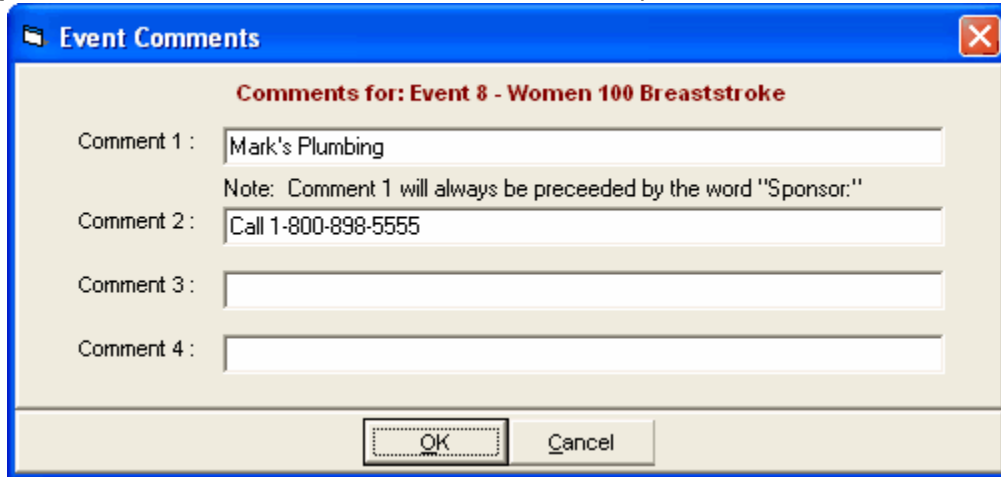 Event Comments
Comments for: Event 8 - Women 100 Breaststroke
Comment 1 : Mark's Plumbing
Note: Comment 1 will always be preceeded by the word "Sponsor:"
Comment 2 : Call 1-800-898-5555
Comment 3 :
Comment 4 :
OK Cancel